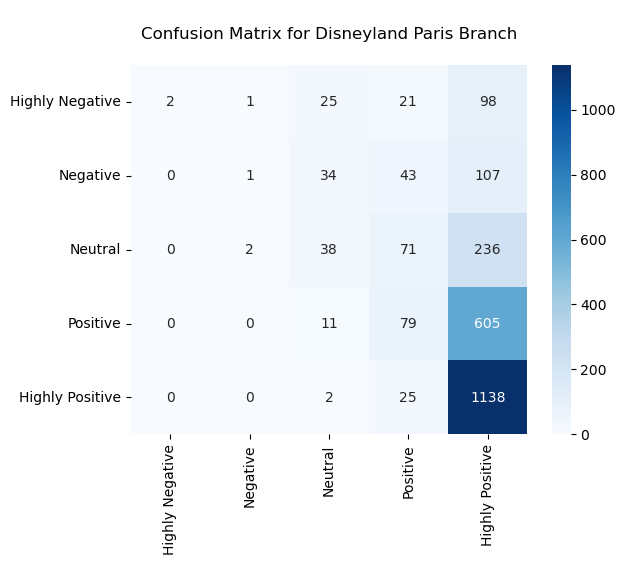 Confusion Matrix for Disneyland Paris Branch
Highly Negative 2 1 25 21 98
Negative 0 1 34 43 107
Neutral 0 2 38 71 236
Positive 0 0 11 79 605
Highly Positive 0 0 2 25 1138
Highly Negative
Negative
Neutral
Positive
Highly Positive
1000
800
600
400
200
0